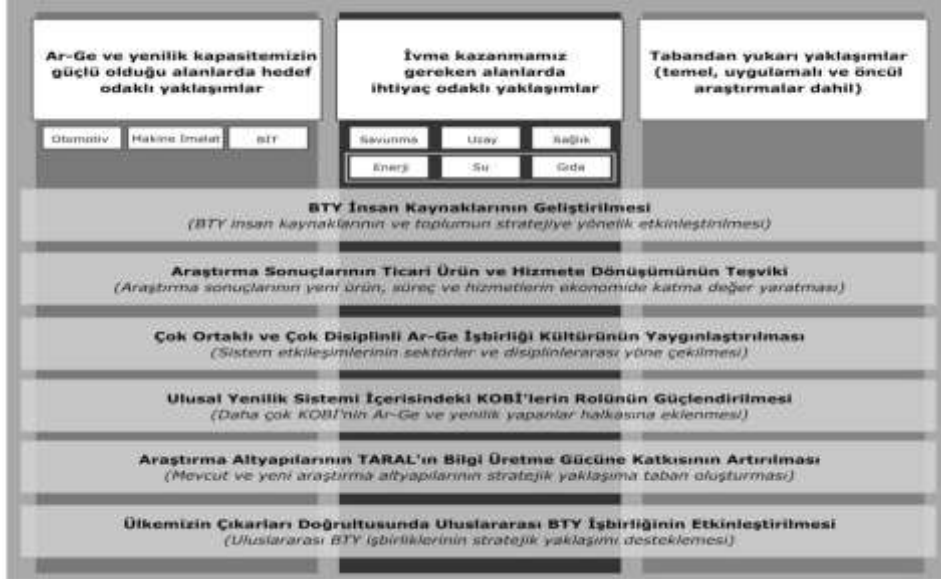 Ar-Ge ve yenilik kapasitemizin
güçlü olduğu alanlarda hedef
odaklı yaklaşımlar
İvme kazanmamız
gereken alanlarda
ihtiyaç odaklı yaklaşımlar
Tabandan yukarı yaklaşımlar
(temel, uygulamalı ve öncül
araştırmalar dahil)
Otomotiv
Makine İmalat
BİT
Savunma
Uzay
Sağlık
Enerji
Su
Gıda
BTY İnsan Kaynaklarının Geliştirilmesi
(BTY insan kaynaklarının ve toplumun stratejiye yönelik etkinleştirilmesi)
Araştırma Sonuçlarının Ticari Ürün ve Hizmete Dönüşümünün Teşviki
(Araştırma sonuçlarının yeni ürün, süreç ve hizmetlerin ekonomide katma değer yaratması)
Çok Ortaklı ve Çok Disiplinli Ar-Ge İşbirliği Kültürünün Yaygınlaştırılması
(Sistem etkileşimlerinin sektörler ve disiplinlerarası yöne çekilmesi)
Ulusal Yenilik Sistemi İçerisindeki KOBİ'lerin Rolünün Güçlendirilmesi
(Daha çok KOBİ'nin Ar-Ge ve yenilik yapanlar halkasına eklenmesi)
Araştırma Altyapılarının TARAL'ın Bilgi Üretme Gücüne Katkısının Artırılması
(Mevcut ve yeni araştırma altyapılarının stratejik yaklaşıma taban oluşturması)
Ülkemizin Çıkarları Doğrultusunda Uluslararası BTY İşbirliğinin Etkinleştirilmesi
(Uluslararası BTY işbirliklerinin stratejik yaklaşımı desteklemesi)